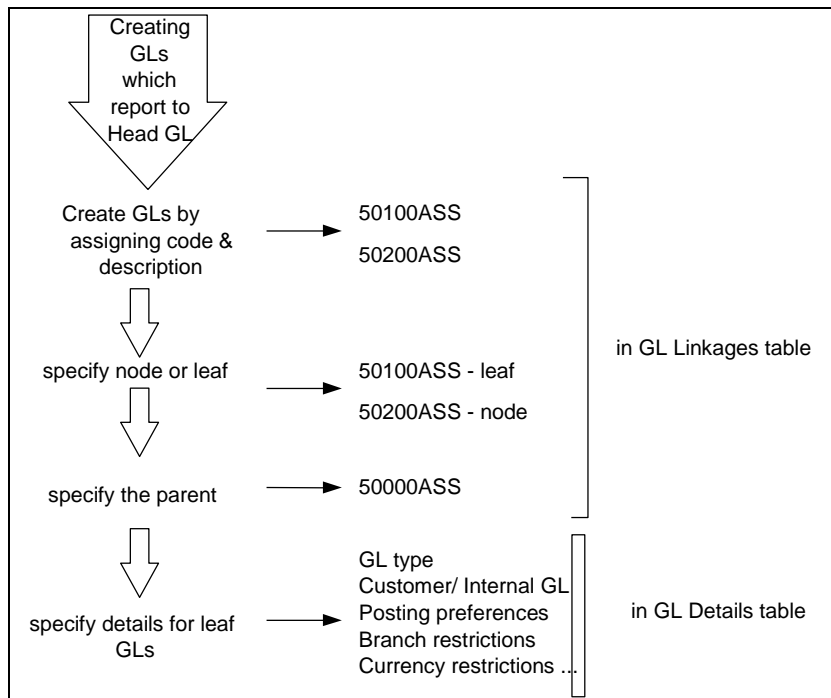 Creating
GLs
which
report to
Head GL
Create GLs by
assigning code &
description
50100ASS
50200ASS
specify node or leaf
50100ASS - leaf
50200ASS - node
in GL Linkages table
specify the parent
50000ASS
specify details for leaf
GLs
GL type
Customer/ Internal GL
Posting preferences
Branch restrictions
Currency restrictions ...
in GL Details table